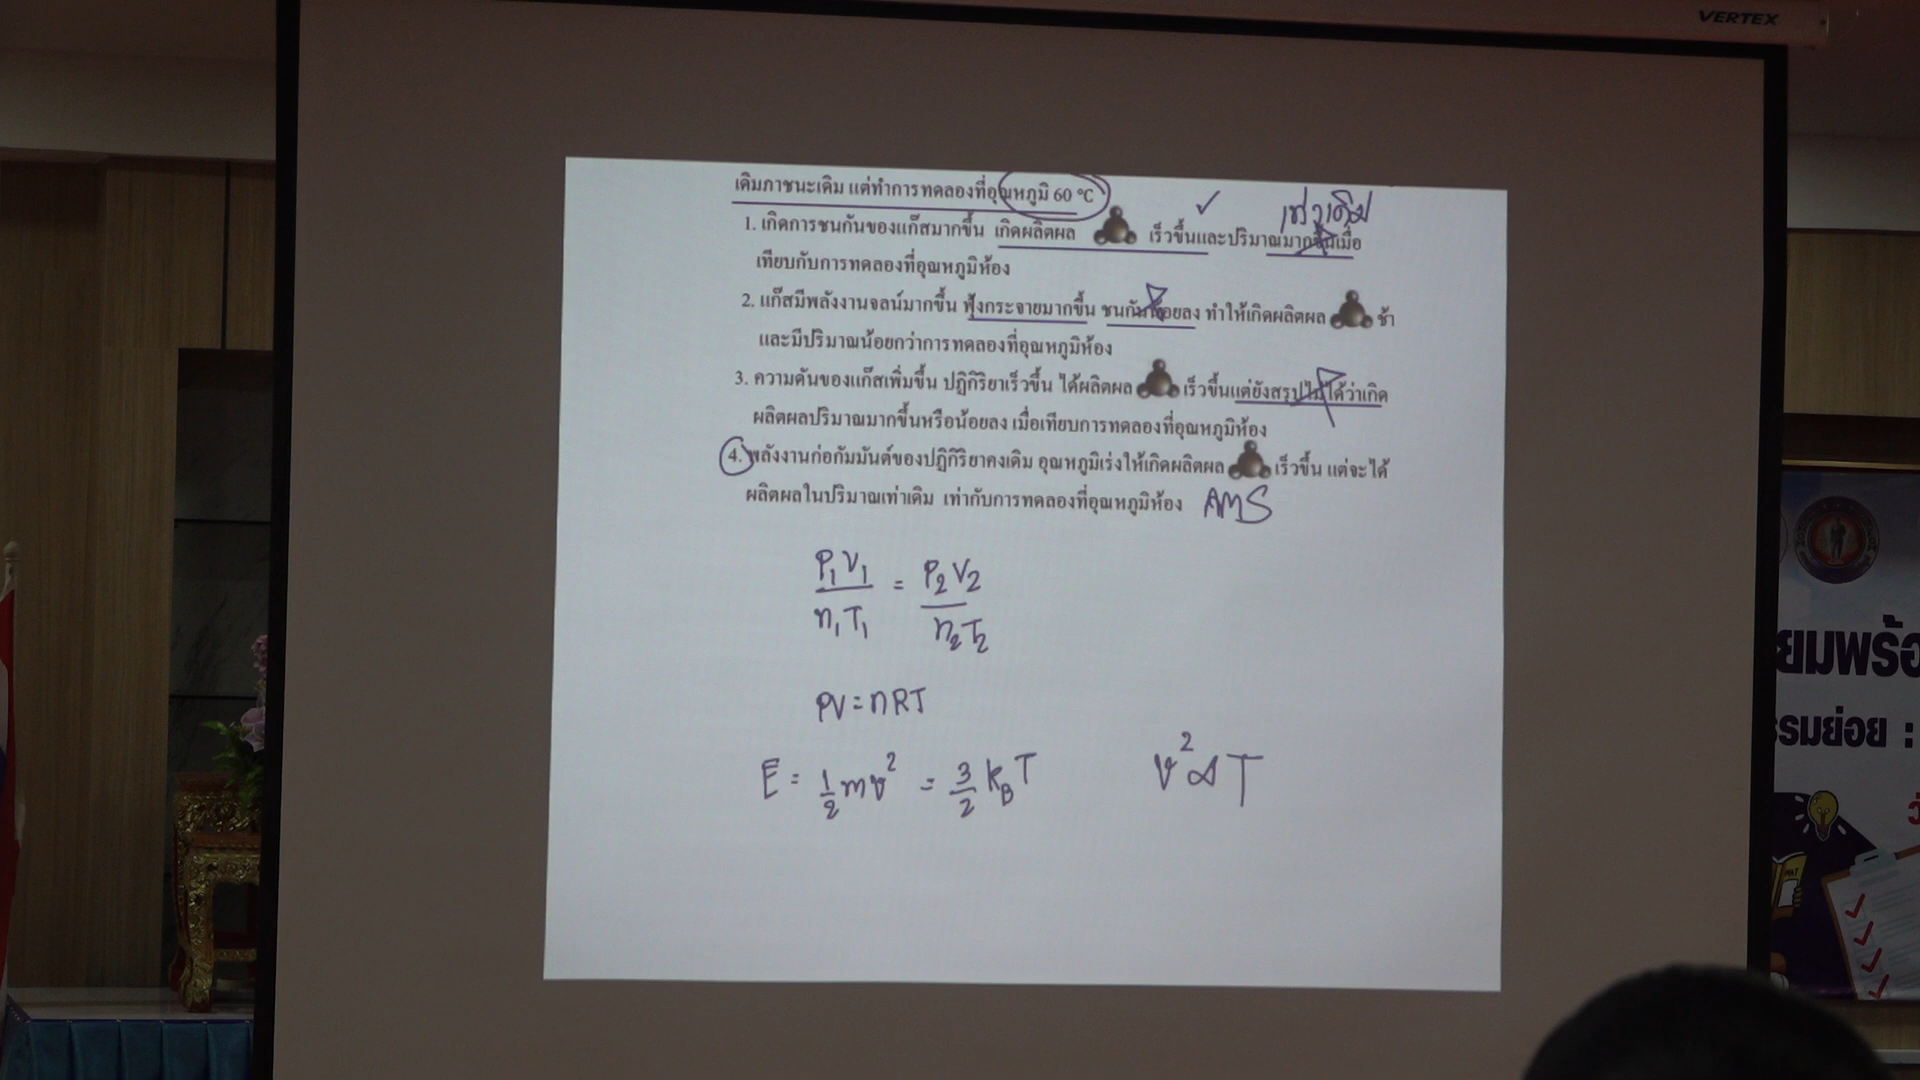 VERTEX
เดิมภาชนะเดิม แต่ทำการทดลองที่อุณหภูมิ 60 °C
เท่าเดิม
1. เกิดการชนกันของแก๊สมากขึ้น เกิดผลิตผล เร็วขึ้นและปริมาณมากขึ้นเมื่อ
เทียบกับการทดลองที่อุณหภูมิห้อง
2. แก๊สมีพลังงานจลน์มากขึ้น ฟุ้งกระจายมากขึ้น ชนกันน้อยลง ทำให้เกิดผลิตผล ช้า
และมีปริมาณน้อยกว่าการทดลองที่อุณหภูมิห้อง
3. ความดันของแก๊สเพิ่มขึ้น ปฏิกิริยาเร็วขึ้น ได้ผลิตผล เร็วขึ้นแต่ยังสรุปไม่ได้ว่าเกิด
ผลิตผลปริมาณมากขึ้นหรือน้อยลง เมื่อเทียบการทดลองที่อุณหภูมิห้อง
4. พลังงานก่อกัมมันต์ของปฏิกิริยาคงเดิม อุณหภูมิเร่งให้เกิดผลิตผล เร็วขึ้น แต่จะได้
ผลิตผลในปริมาณเท่าเดิม เท่ากับการทดลองที่อุณหภูมิห้อง ANS
P₁V₁/n₁T₁ = P₂V₂/n₂T₂
PV = nRT
E = 1/2 mv² = 3/2 k_B T v² ∝ T
ยมพร้อ
รมย่อย :